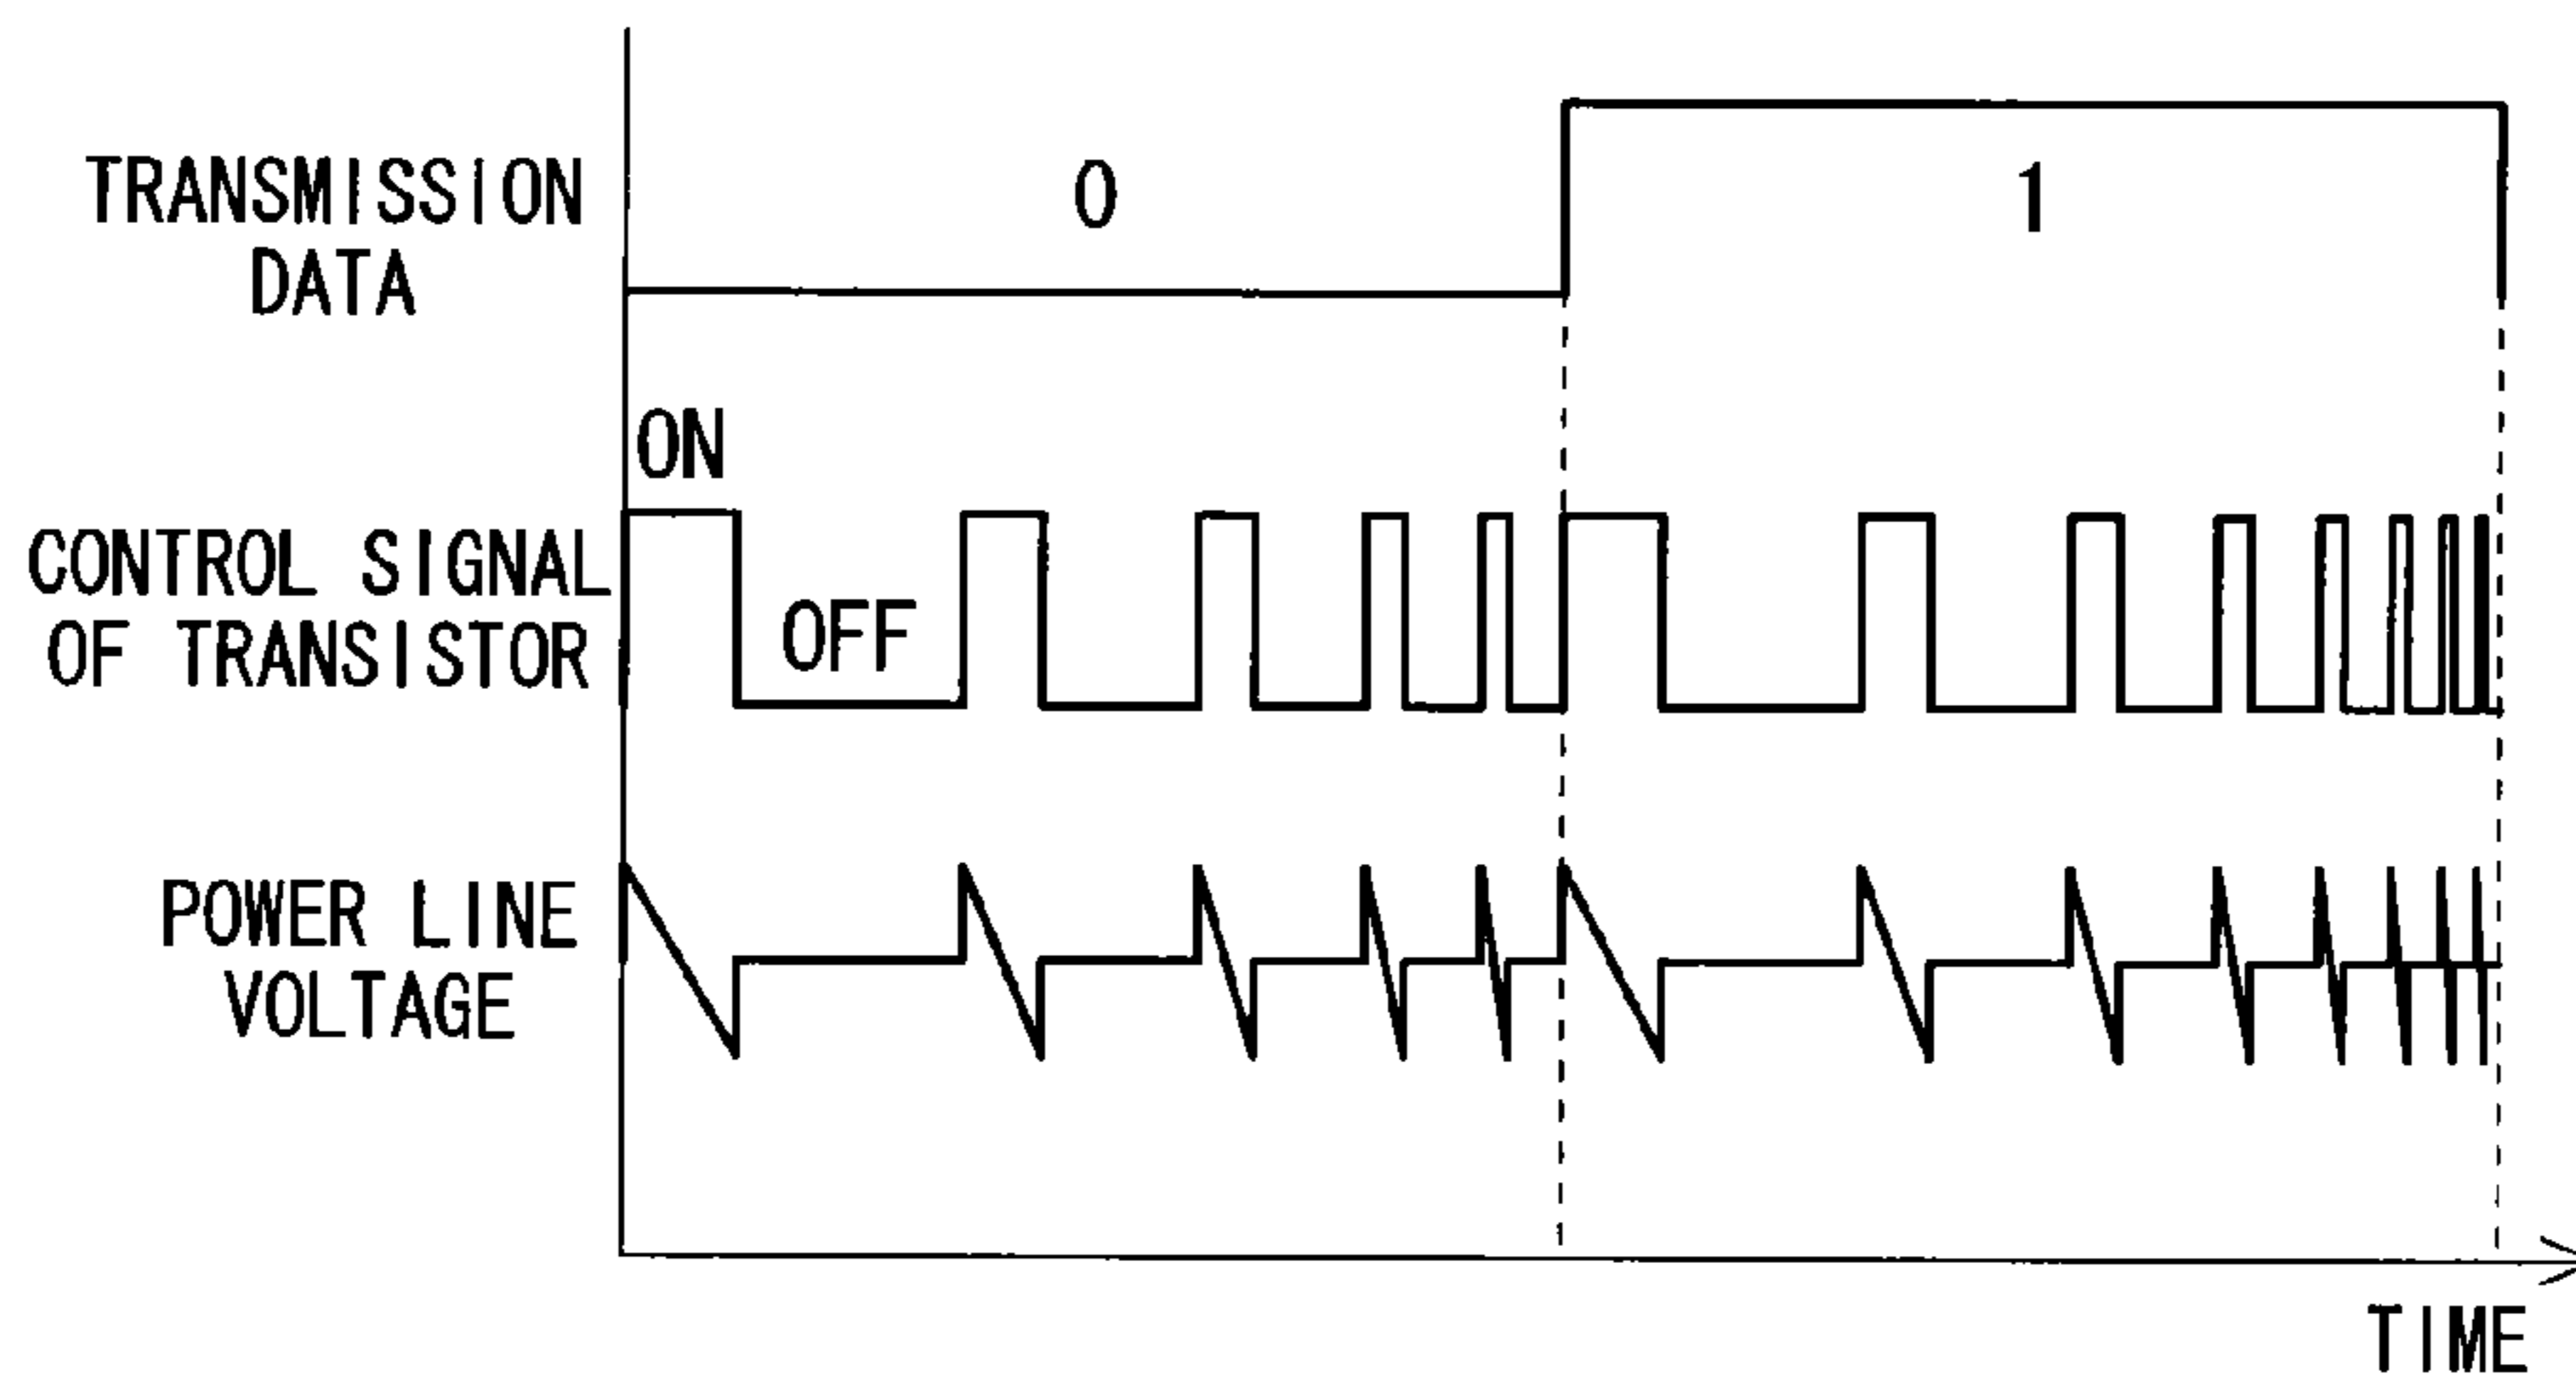 TRANSMISSION
DATA
0
1
ON
CONTROL SIGNAL
OF TRANSISTOR
OFF
POWER LINE
VOLTAGE
TIME